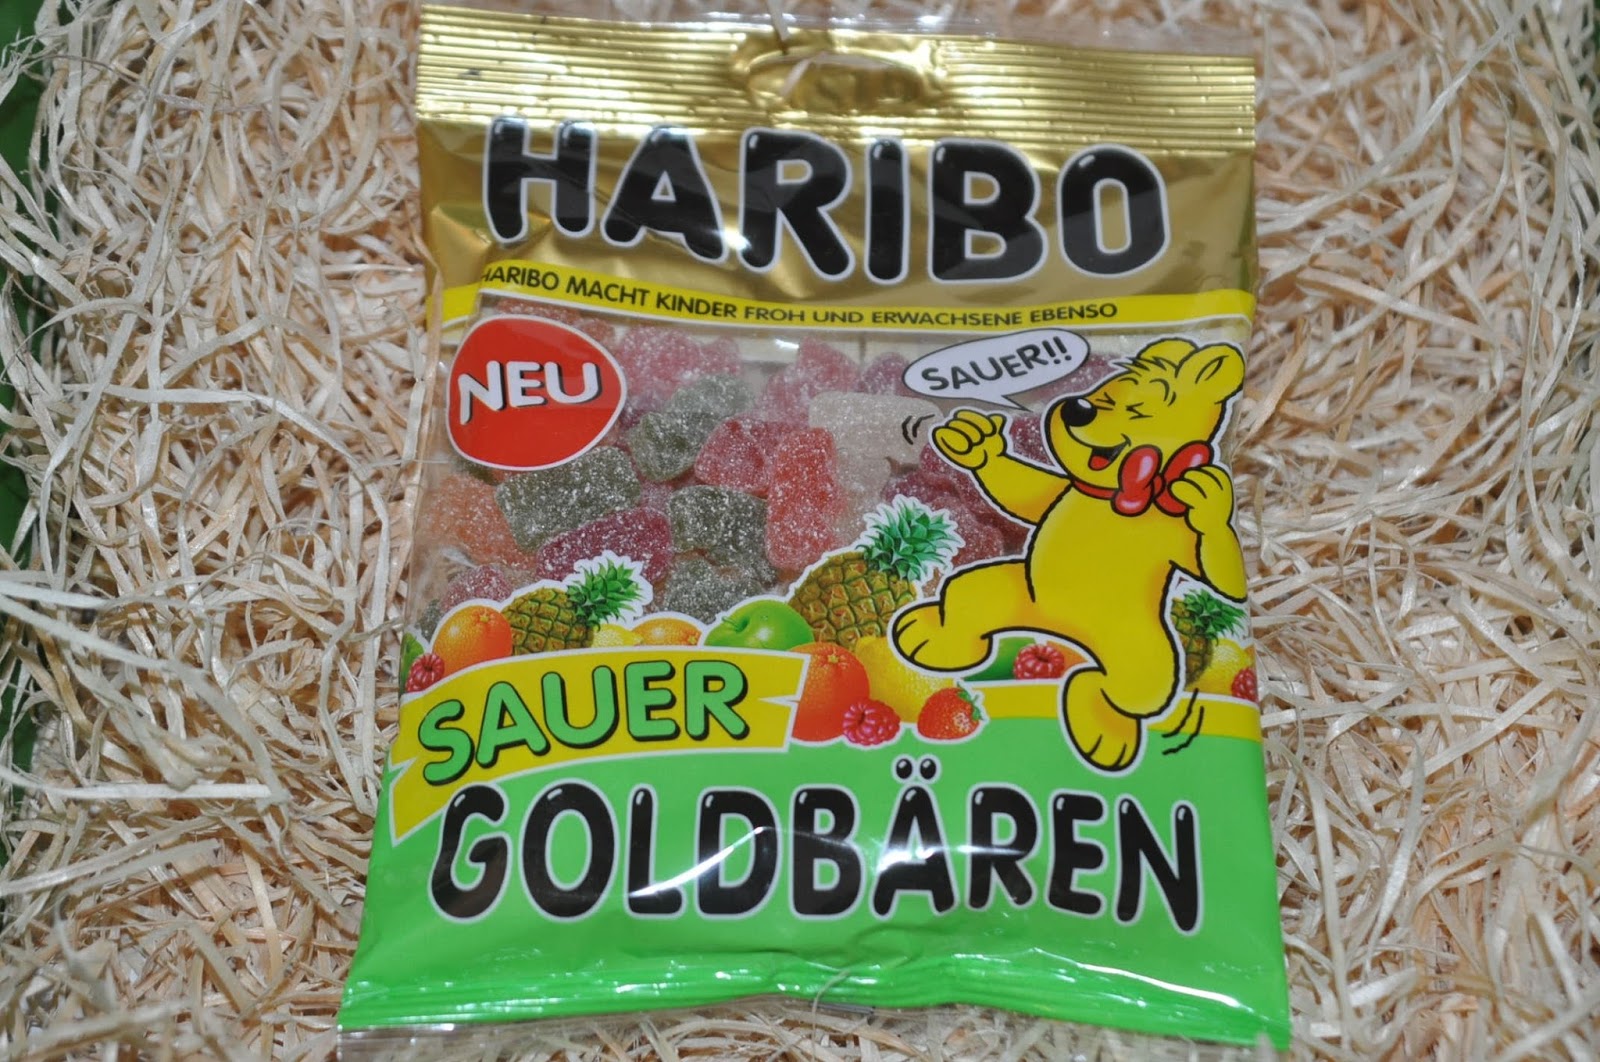 HARIBO
HARIBO MACHT KINDER FROH UND ERWACHSENE EBENSO
NEU
SAUER!!
SAUER
GOLDBÄREN